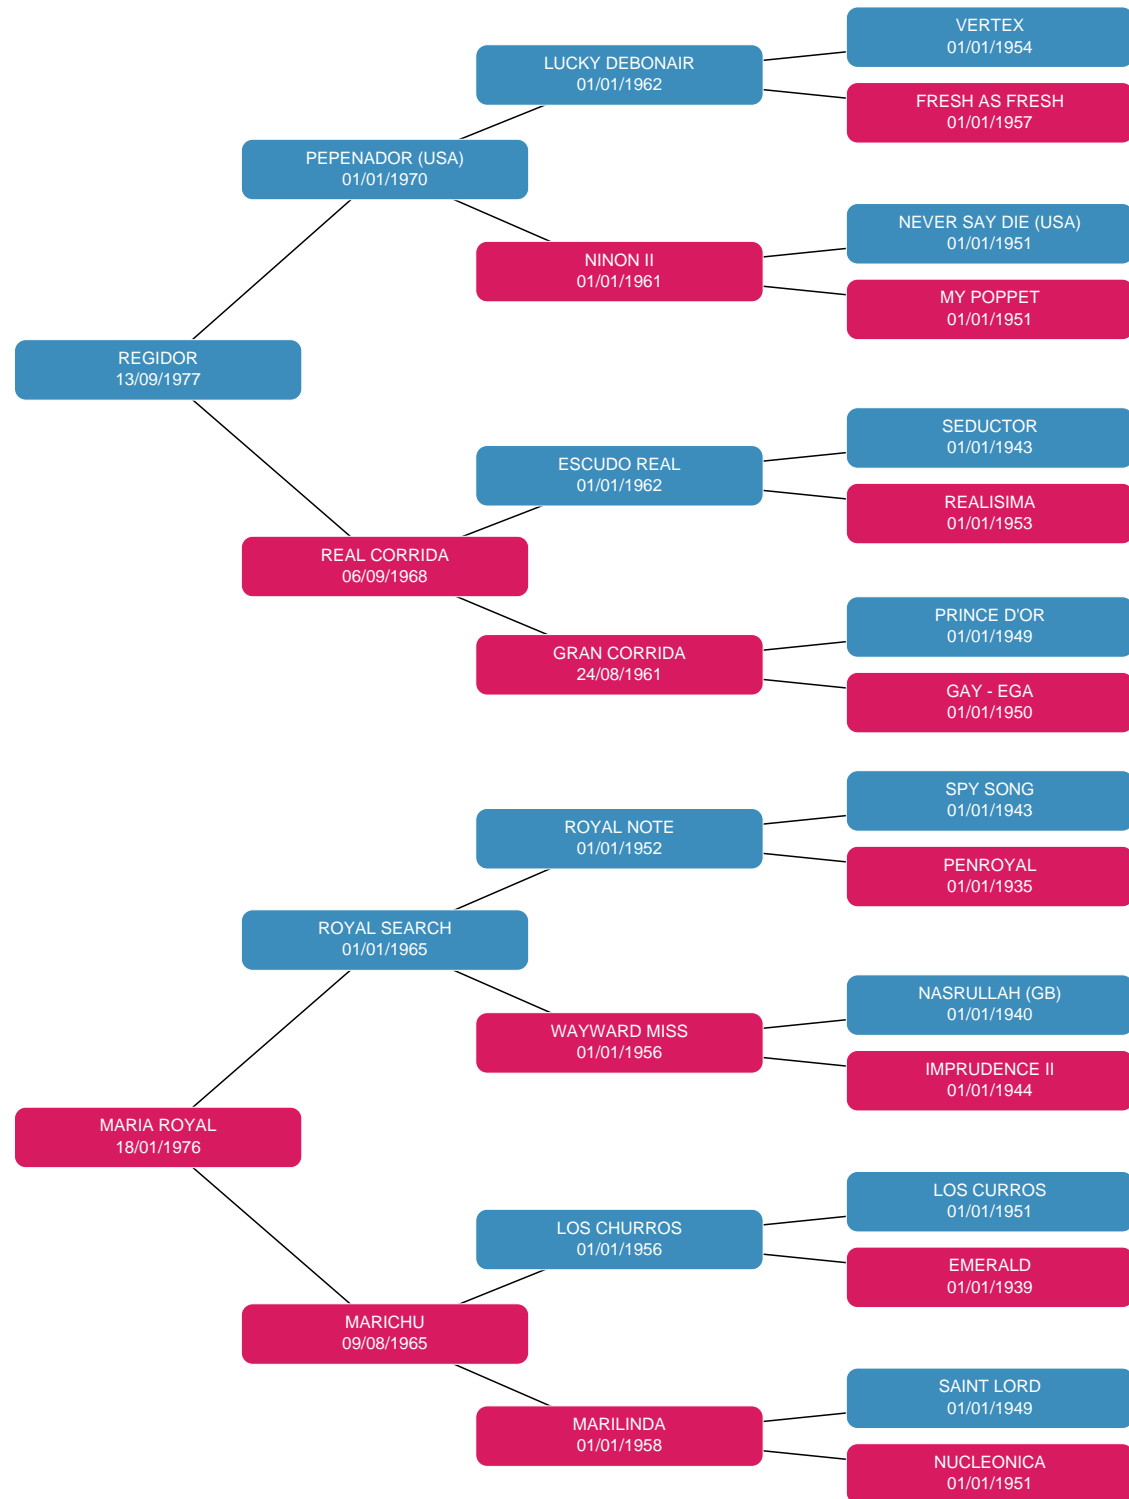 VERTEX
01/01/1954
LUCKY DEBONAIR
01/01/1962
FRESH AS FRESH
01/01/1957
PEPENADOR (USA)
01/01/1970
NEVER SAY DIE (USA)
01/01/1951
NINON II
01/01/1961
MY POPPET
01/01/1951
REGIDOR
13/09/1977
SEDUCTOR
01/01/1943
ESCUDO REAL
01/01/1962
REALISIMA
01/01/1953
REAL CORRIDA
06/09/1968
PRINCE D'OR
01/01/1949
GRAN CORRIDA
24/08/1961
GAY - EGA
01/01/1950
SPY SONG
01/01/1943
ROYAL NOTE
01/01/1952
PENROYAL
01/01/1935
ROYAL SEARCH
01/01/1965
NASRULLAH (GB)
01/01/1940
WAYWARD MISS
01/01/1956
IMPRUDENCE II
01/01/1944
MARIA ROYAL
18/01/1976
LOS CURROS
01/01/1951
LOS CHURROS
01/01/1956
EMERALD
01/01/1939
MARICHU
09/08/1965
SAINT LORD
01/01/1949
MARILINDA
01/01/1958
NUCLEONICA
01/01/1951